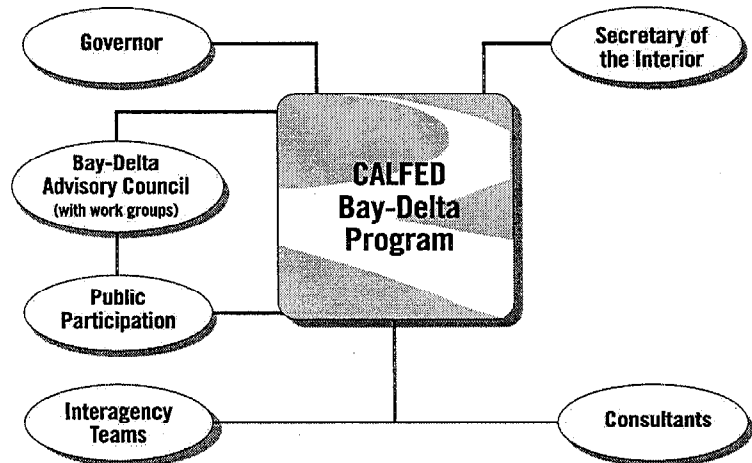 Governor
Secretary of
the Interior
CALFED
Bay-Delta
Program
Bay-Delta
Advisory Council
(with work groups)
Public
Participation
Interagency
Teams
Consultants